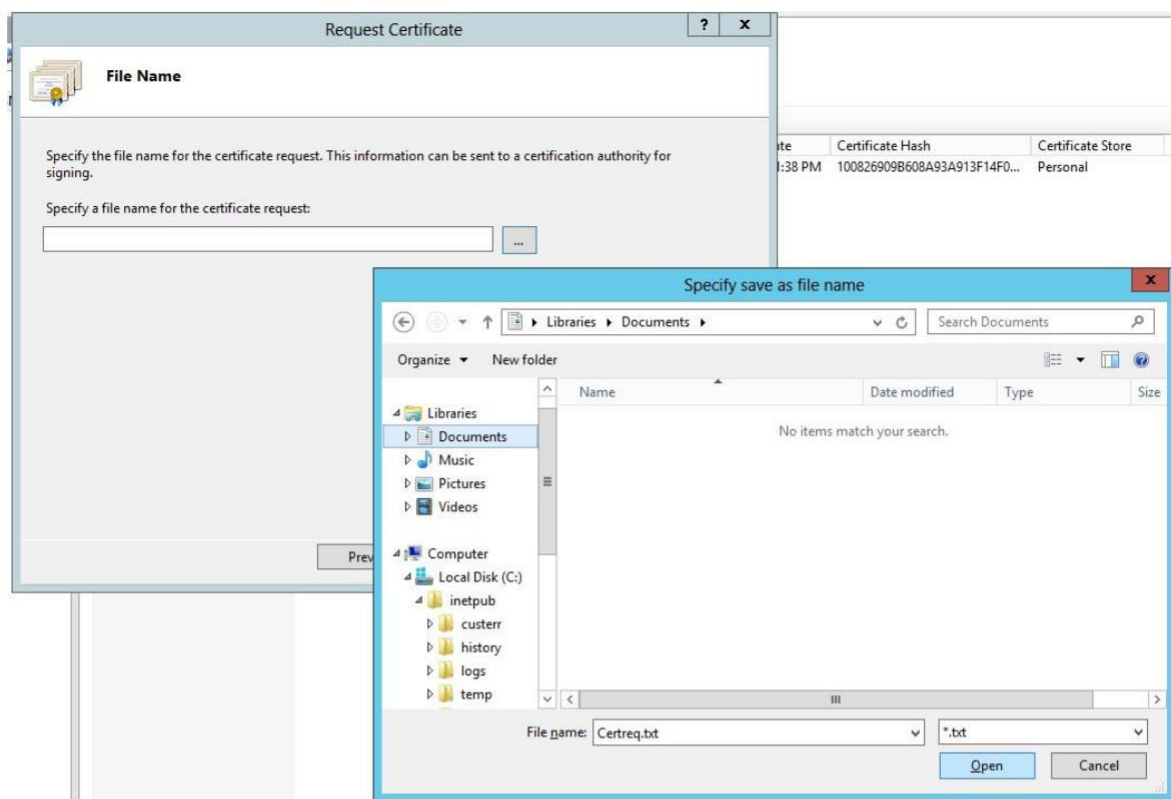 Request Certificate
? x
File Name
Specify the file name for the certificate request. This information can be sent to a certification authority for
signing.
Specify a file name for the certificate request:
...
Certificate Hash Certificate Store
1:38 PM 100826909B608A93A913F14F0... Personal
Specify save as file name
x
Libraries Documents
Search Documents
Organize New folder
Name Date modified Type Size
No items match your search.
Libraries
Documents
Music
Pictures
Videos
Computer
Local Disk (C:)
inetpub
custerr
history
logs
temp
Prev
File name: Certreq.txt *.txt
Open Cancel